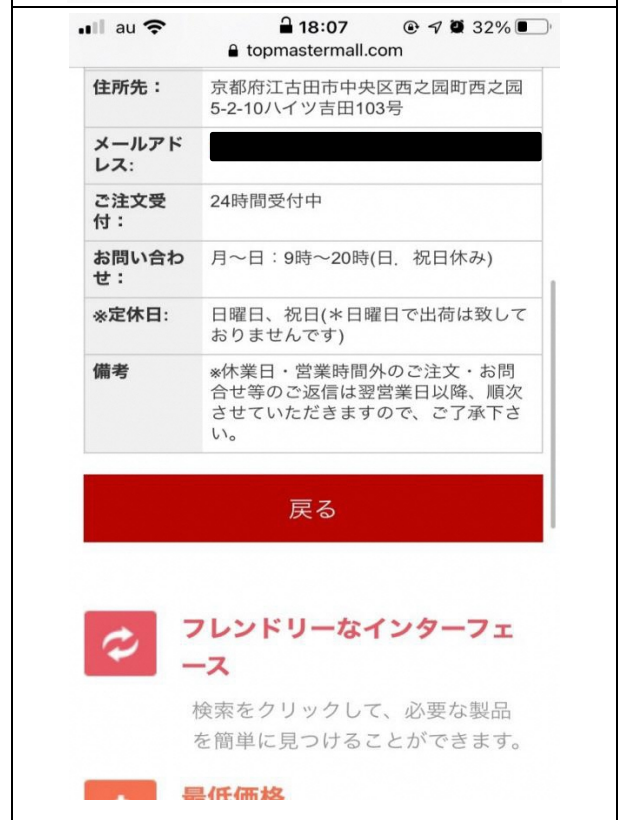 au 18:07 32%
topmastermall.com
住所先：
京都府江古田市中央区西之园町西之园
5-2-10ハイツ吉田103号
メールアド
レス:
ご注文受
付：
24時間受付中
お問い合わ
せ：
月～日：9時～20時(日．祝日休み)
※定休日:
日曜日、祝日(＊日曜日で出荷は致して
おりませんです)
備考
※休業日・営業時間外のご注文・お問
合せ等のご返信は翌営業日以降、順次
させていただきますので、ご了承下さ
い。
戻る
フレンドリーなインターフェ
ース
検索をクリックして、必要な製品
を簡単に見つけることができます。
最低価格